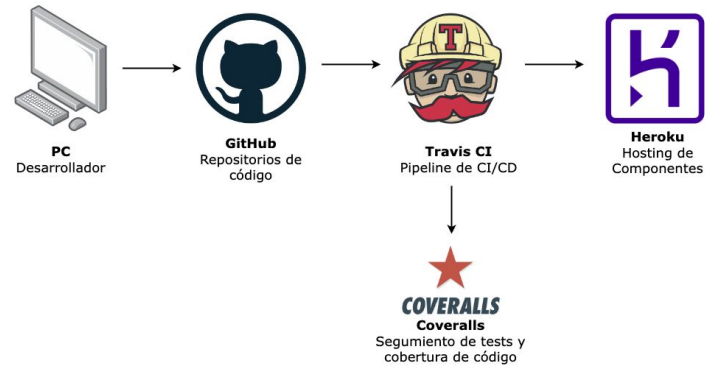 PC
Desarrollador
GitHub
Repositorios de
código
T
Travis CI
Pipeline de CI/CD
Heroku
Hosting de
Componentes
COVERALLS
Coveralls
Segumiento de tests y
cobertura de código